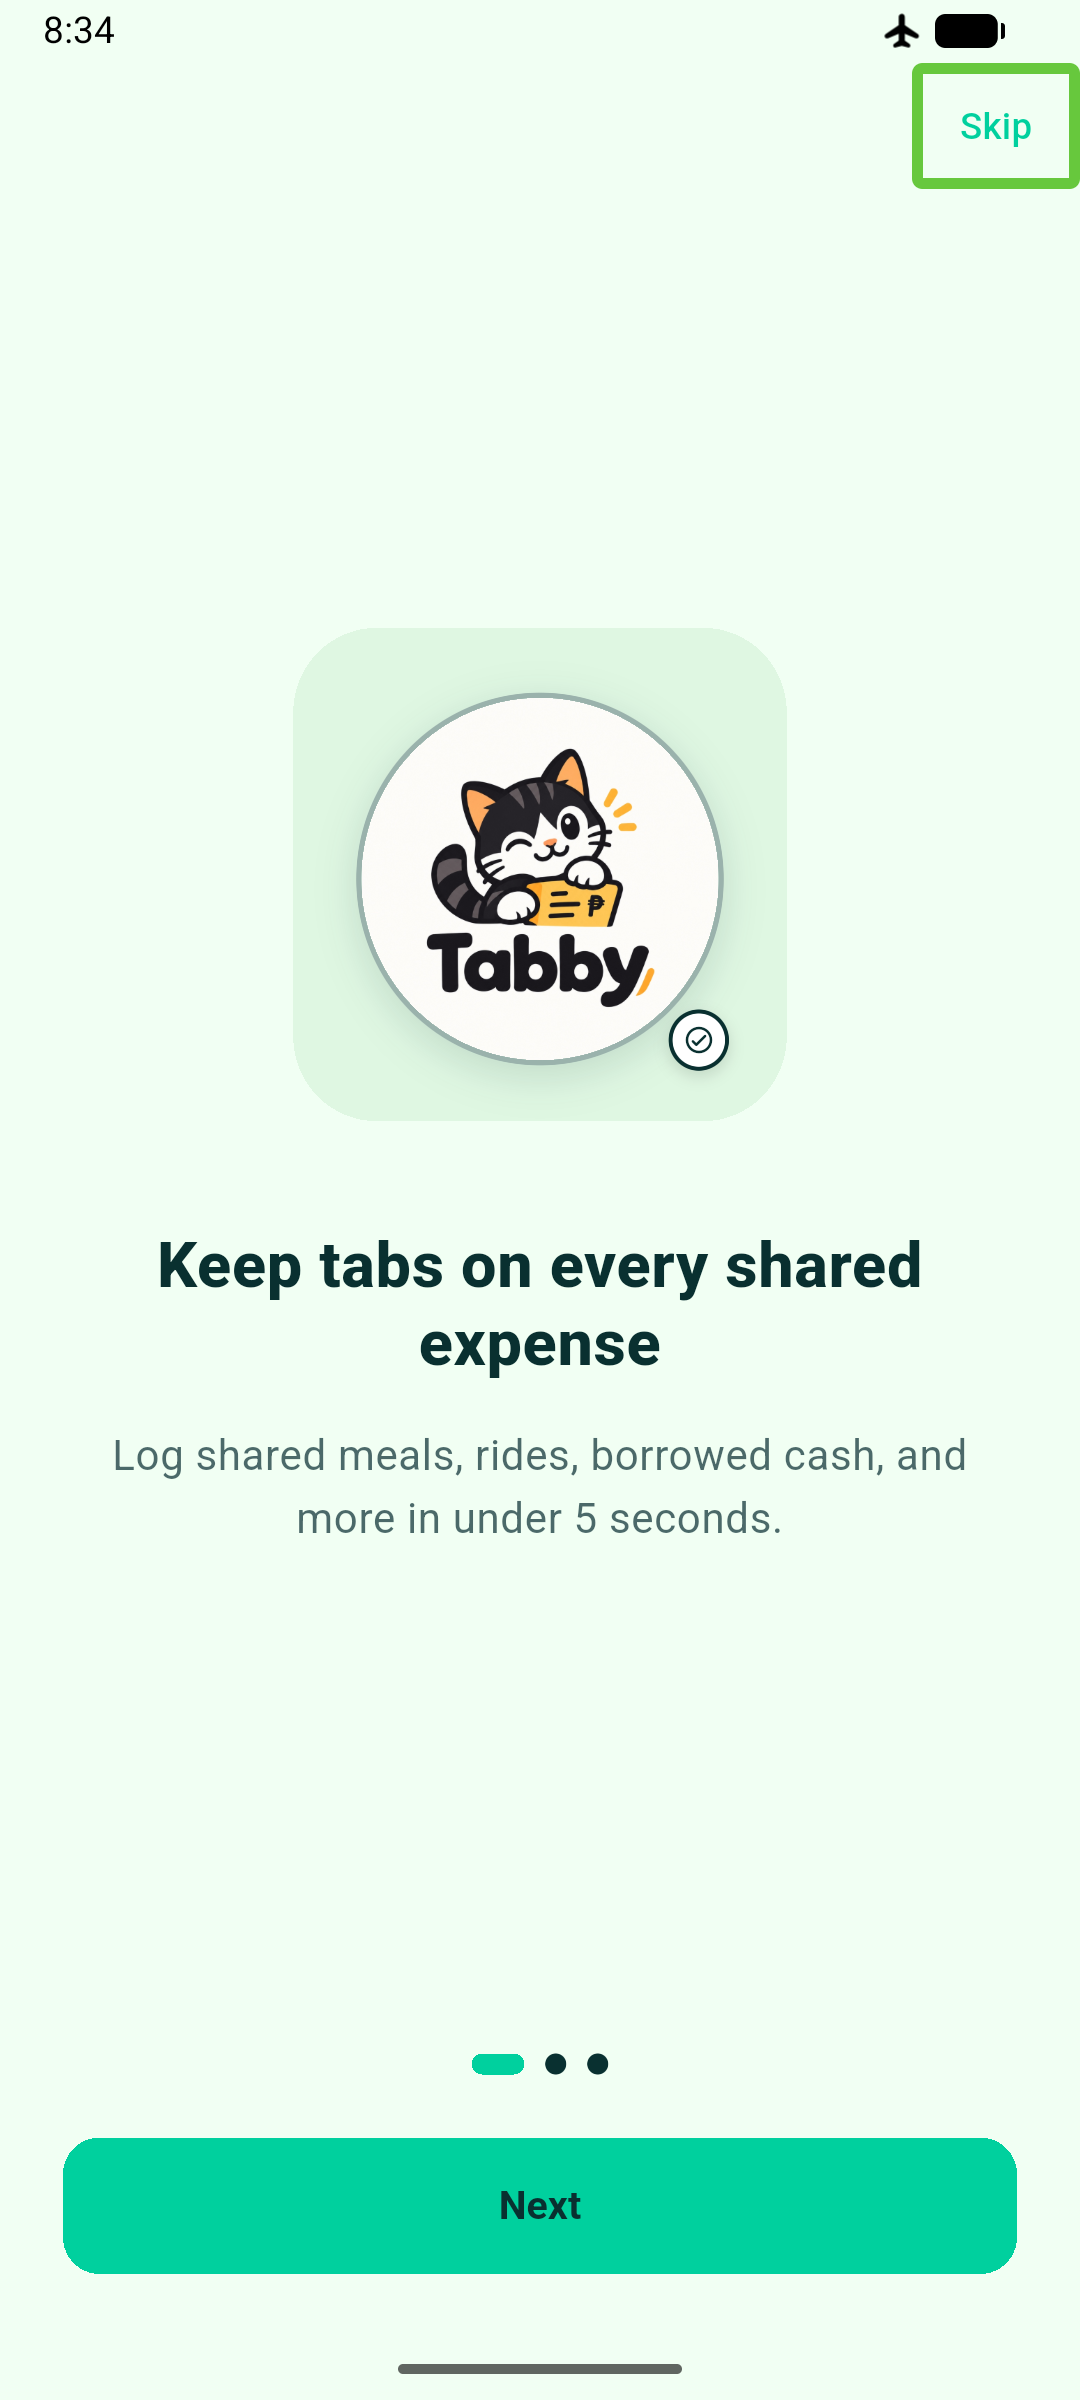 8:34
Skip
₱
Tabby
Keep tabs on every shared
expense
Log shared meals, rides, borrowed cash, and
more in under 5 seconds.
Next